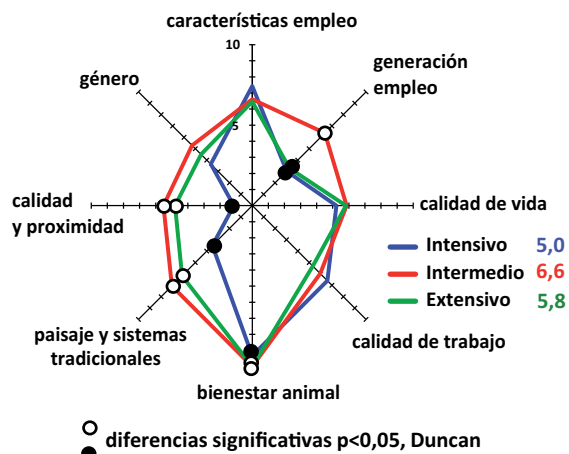 características empleo
10
género
generación
empleo
5
calidad
y proximidad
calidad de vida
Intensivo 5,0
Intermedio 6,6
Extensivo 5,8
paisaje y sistemas
tradicionales
calidad de trabajo
bienestar animal
diferencias significativas p<0,05, Duncan